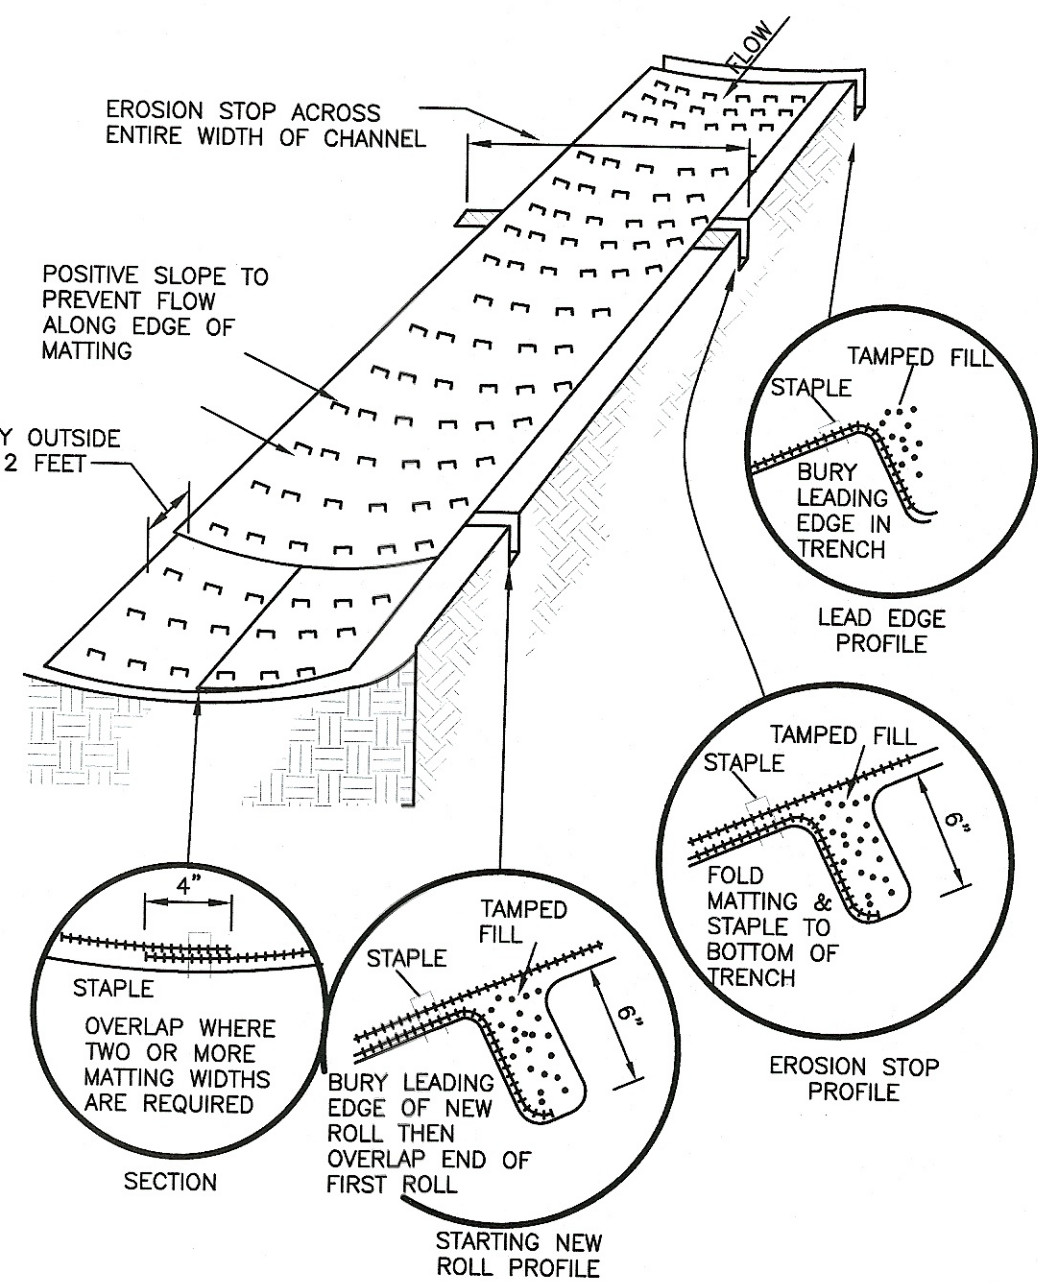 FLOW
EROSION STOP ACROSS
ENTIRE WIDTH OF CHANNEL
POSITIVE SLOPE TO
PREVENT FLOW
ALONG EDGE OF
MATTING
Y OUTSIDE
2 FEET
TAMPED FILL
STAPLE
BURY
LEADING
EDGE IN
TRENCH
LEAD EDGE
PROFILE
TAMPED FILL
STAPLE
6"
FOLD
MATTING &
STAPLE TO
BOTTOM OF
TRENCH
EROSION STOP
PROFILE
4"
STAPLE
OVERLAP WHERE
TWO OR MORE
MATTING WIDTHS
ARE REQUIRED
SECTION
TAMPED
FILL
STAPLE
6"
BURY LEADING
EDGE OF NEW
ROLL THEN
OVERLAP END OF
FIRST ROLL
STARTING NEW
ROLL PROFILE